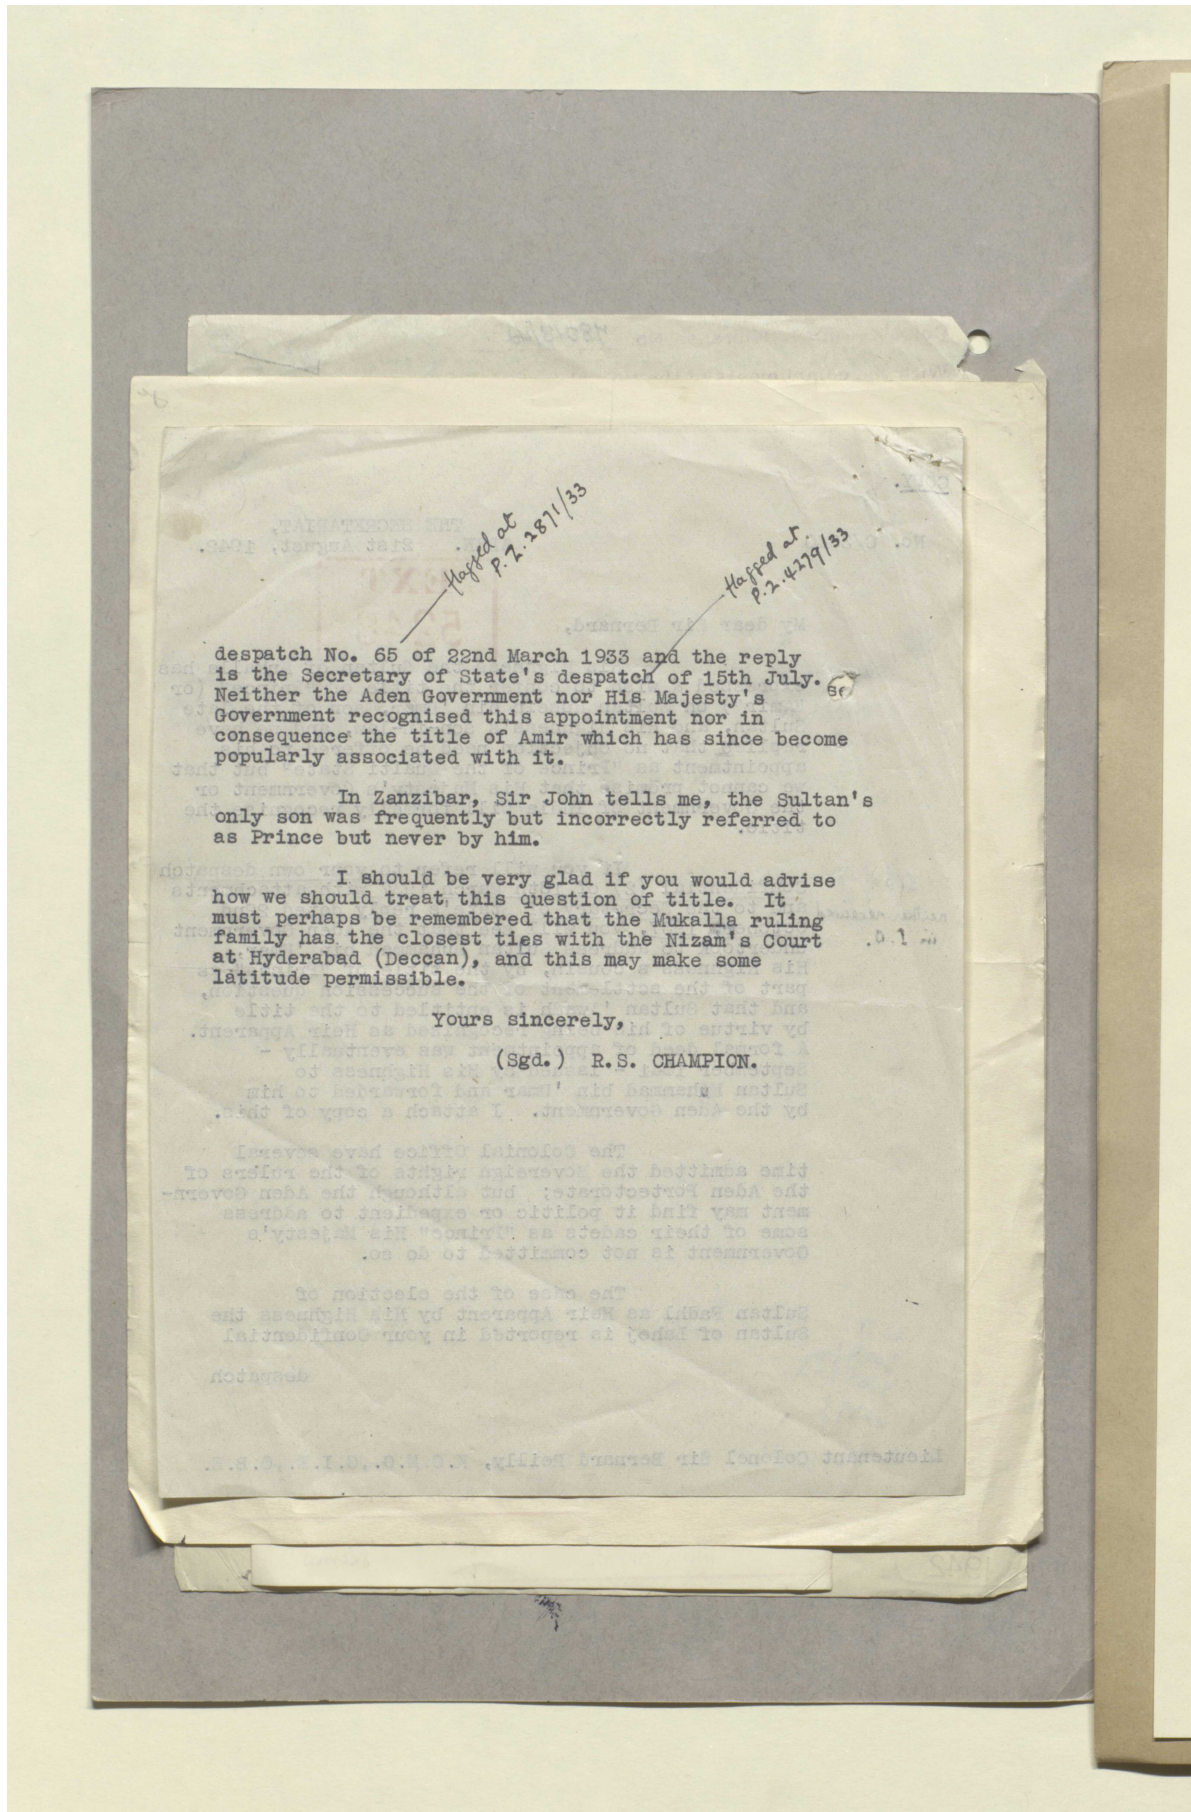 flagged at
P.Z. 2871/33
flagged at
P.Z. 4279/33
despatch No. 65 of 22nd March 1933 and the reply
is the Secretary of State's despatch of 15th July.
Neither the Aden Government nor His Majesty's
Government recognised this appointment nor in
consequence the title of Amir which has since become
popularly associated with it.
In Zanzibar, Sir John tells me, the Sultan's
only son was frequently but incorrectly referred to
as Prince but never by him.
I should be very glad if you would advise
how we should treat this question of title. It
must perhaps be remembered that the Mukalla ruling
family has the closest ties with the Nizam's Court
at Hyderabad (Deccan), and this may make some
latitude permissible.
Yours sincerely,
(Sgd.) R.S. CHAMPION.